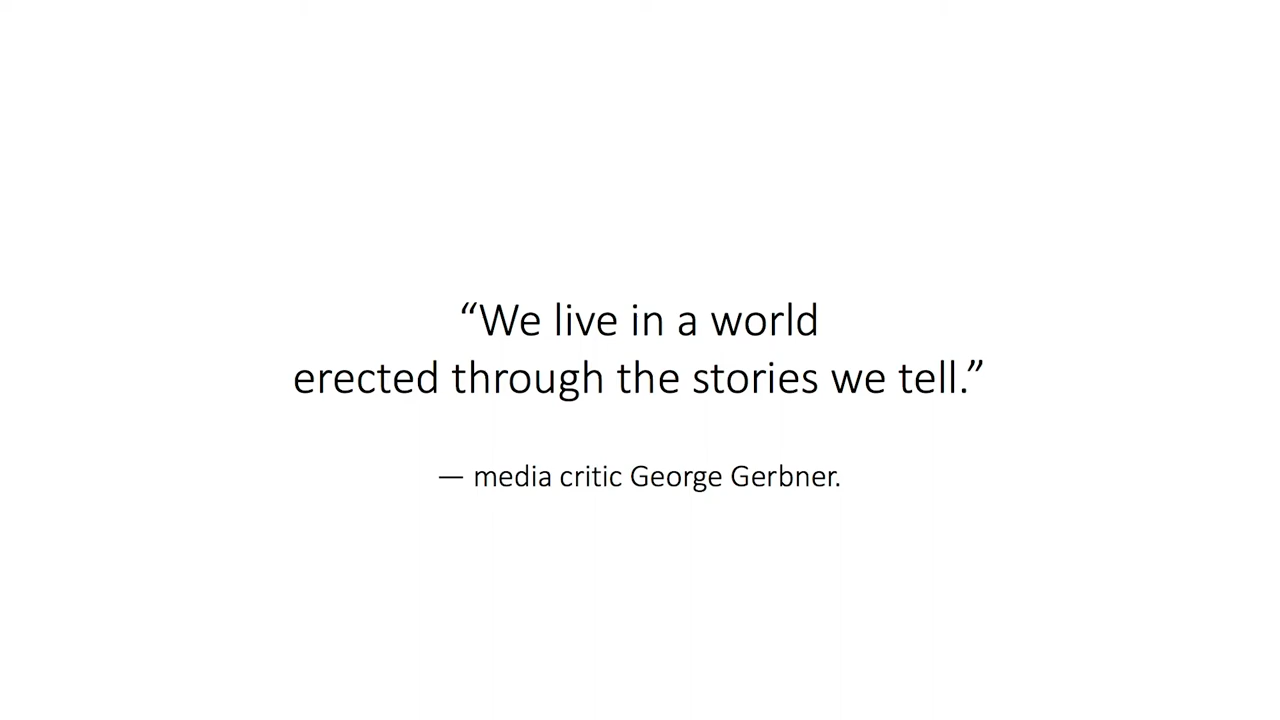 “We live in a world
erected through the stories we tell.”
— media critic George Gerbner.